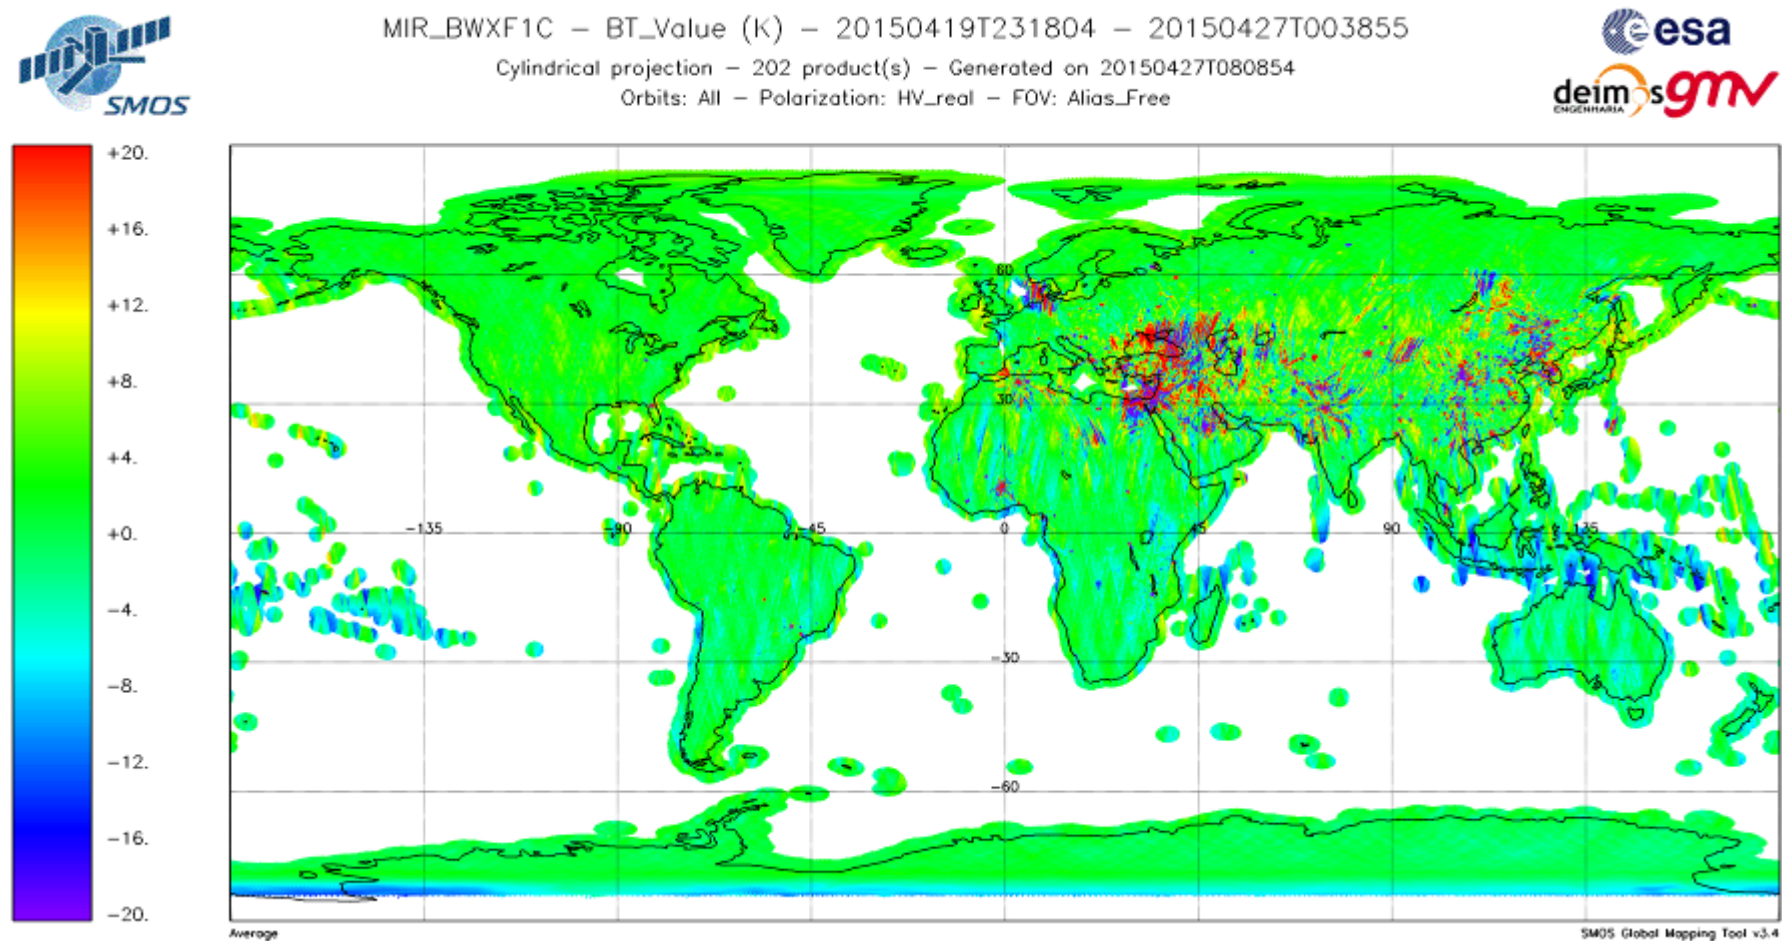 MIR_BWXF1C – BT_Value (K) – 20150419T231804 – 20150427T003855
Cylindrical projection – 202 product(s) – Generated on 20150427T080854
Orbits: All – Polarization: HV_real – FOV: Alias_Free
SMOS
esa
deimos
ENGENHARIA
gmv
+20.
+16.
+12.
+8.
+4.
+0.
−4.
−8.
−12.
−16.
−20.
60
30
−135
−90
−45
0
45
90
135
−30
−60
Average
SMOS Global Mapping Tool v3.4